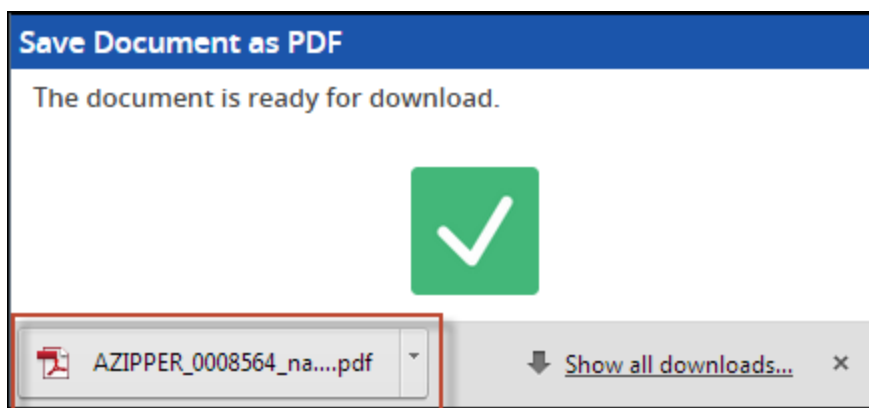 Save Document as PDF
The document is ready for download.
AZIPPER_0008564_na....pdf
Show all downloads...